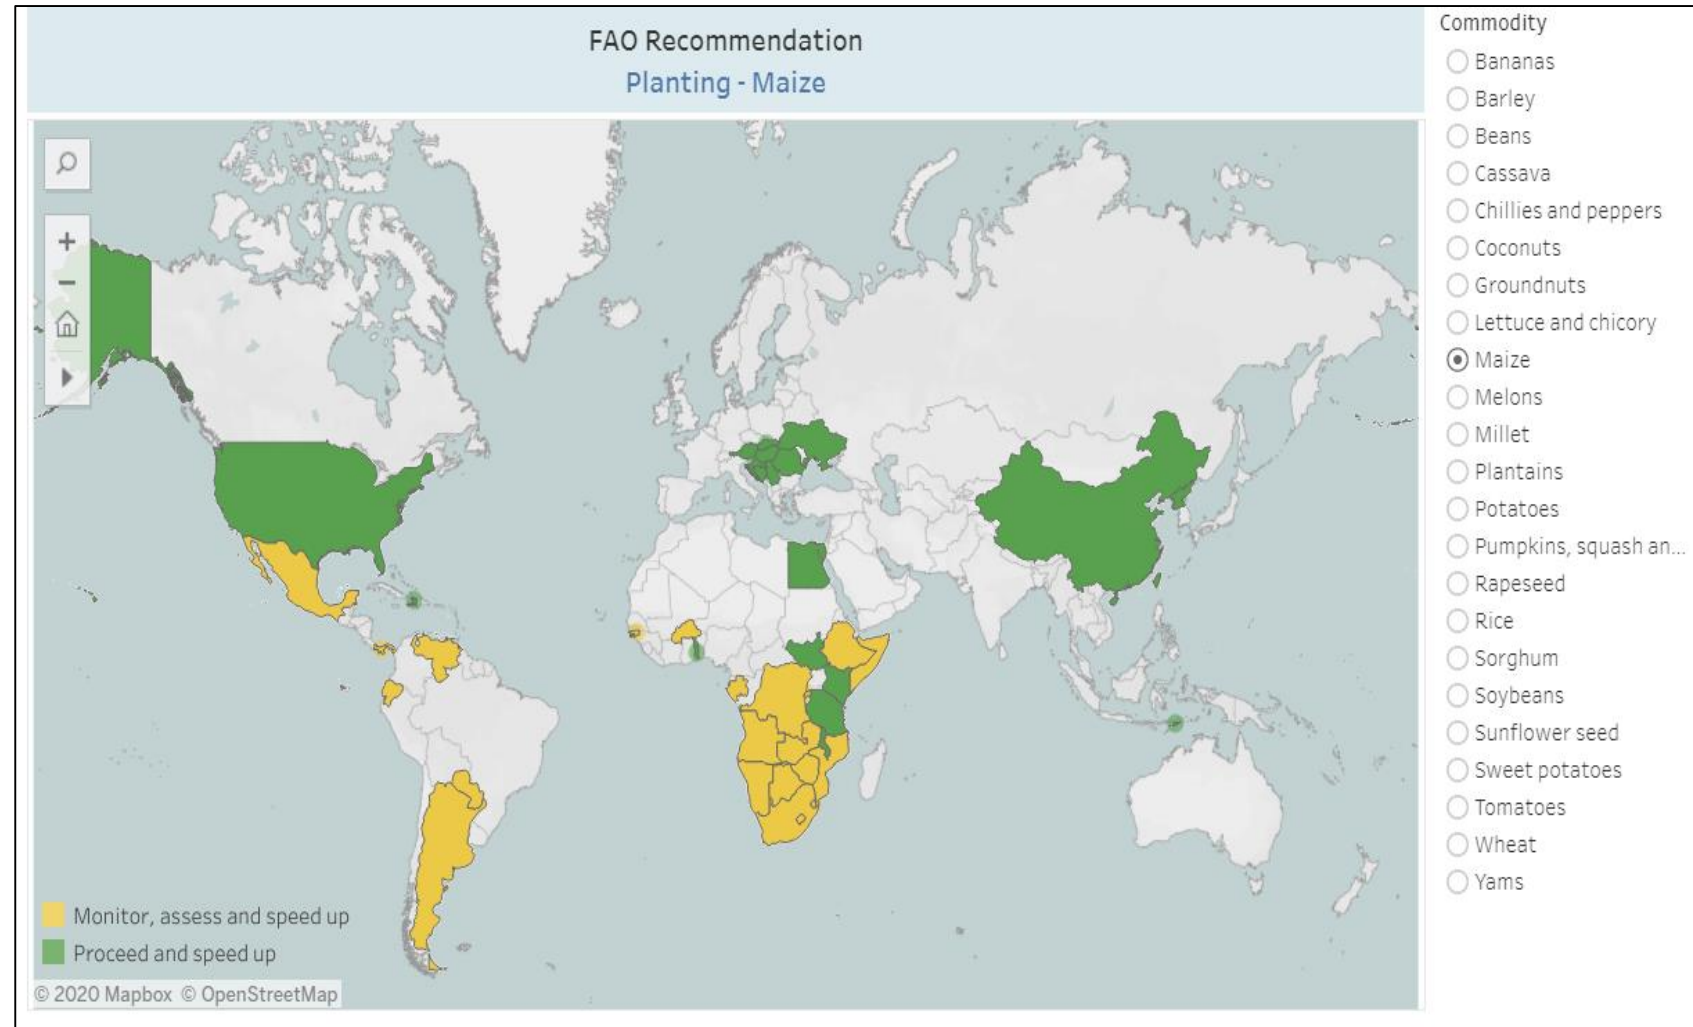 FAO Recommendation
Planting - Maize
Commodity
Bananas
Barley
Beans
Cassava
Chillies and peppers
Coconuts
Groundnuts
Lettuce and chicory
Maize
Melons
Millet
Plantains
Potatoes
Pumpkins, squash an...
Rapeseed
Rice
Sorghum
Soybeans
Sunflower seed
Sweet potatoes
Tomatoes
Wheat
Yams
Monitor, assess and speed up
Proceed and speed up
© 2020 Mapbox © OpenStreetMap